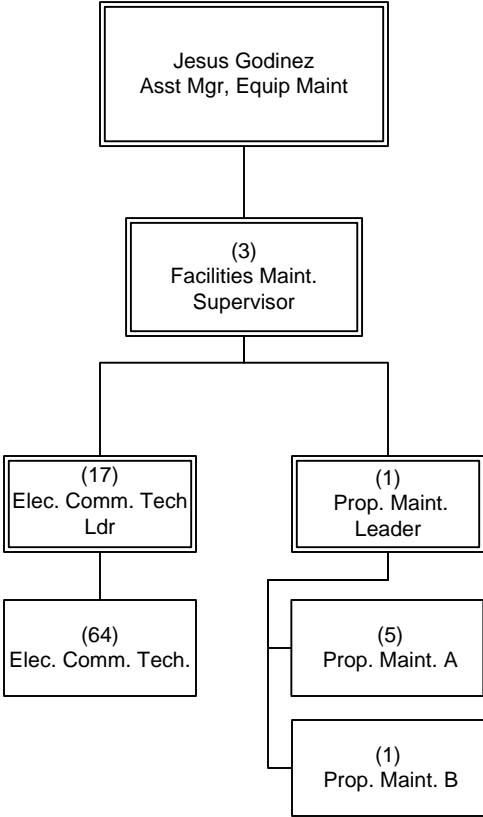 Jesus Godinez
Asst Mgr, Equip Maint
(3)
Facilities Maint.
Supervisor
(17)
Elec. Comm. Tech
Ldr
(1)
Prop. Maint.
Leader
(64)
Elec. Comm. Tech.
(5)
Prop. Maint. A
(1)
Prop. Maint. B